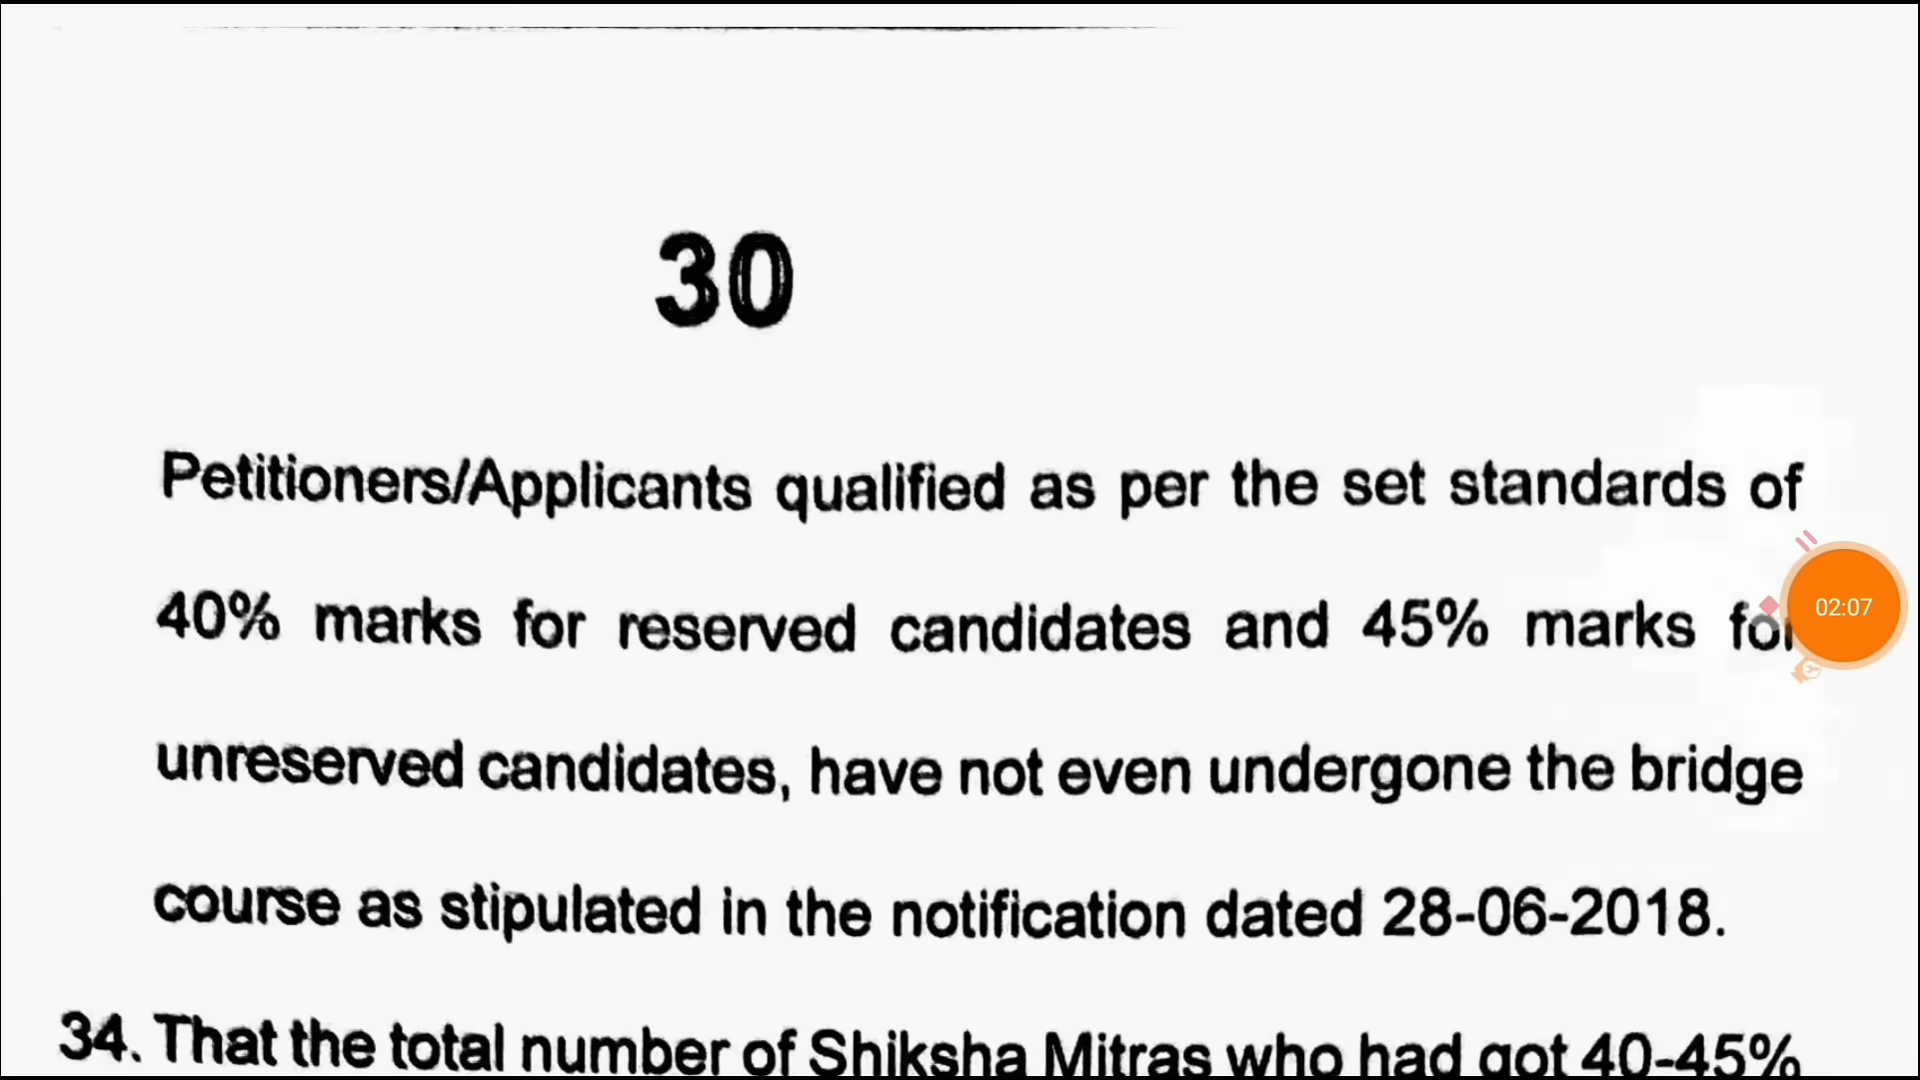 30
Petitioners/Applicants qualified as per the set standards of
40% marks for reserved candidates and 45% marks for
02:07
unreserved candidates, have not even undergone the bridge
course as stipulated in the notification dated 28-06-2018.
34. That the total number of Shiksha Mitras who had got 40-45%